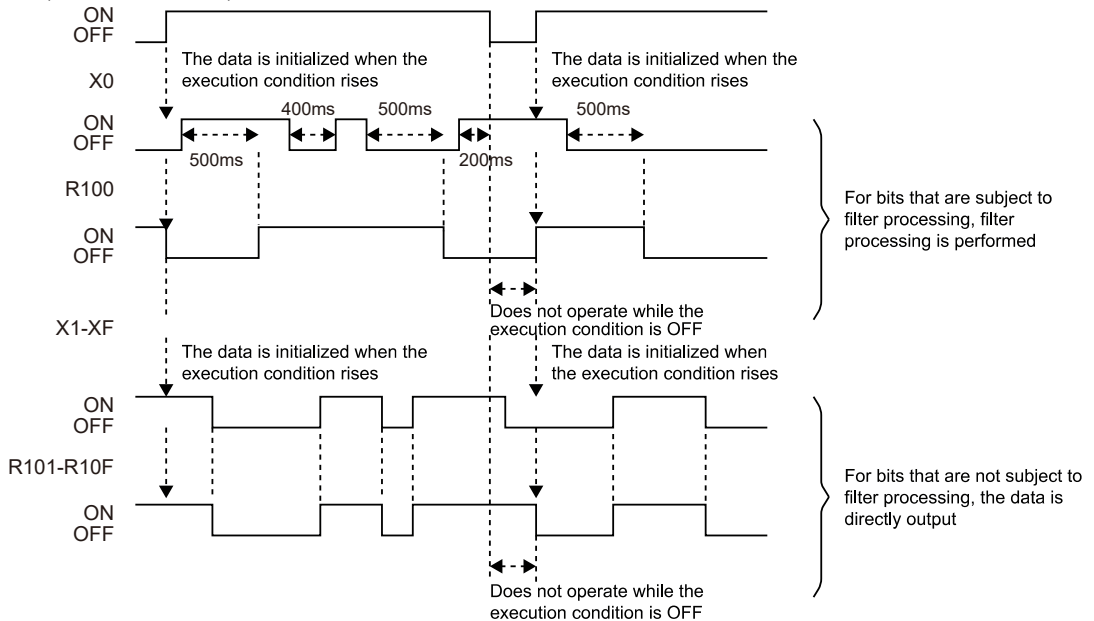 ON
OFF
The data is initialized when the
execution condition rises
The data is initialized when the
execution condition rises
X0
400ms
500ms
500ms
ON
OFF
500ms
200ms
R100
ON
OFF
For bits that are subject to
filter processing, filter
processing is performed
Does not operate while the
execution condition is OFF
X1-XF
The data is initialized when the
execution condition rises
The data is initialized when
the execution condition rises
ON
OFF
R101-R10F
ON
OFF
For bits that are not subject to
filter processing, the data is
directly output
Does not operate while the
execution condition is OFF